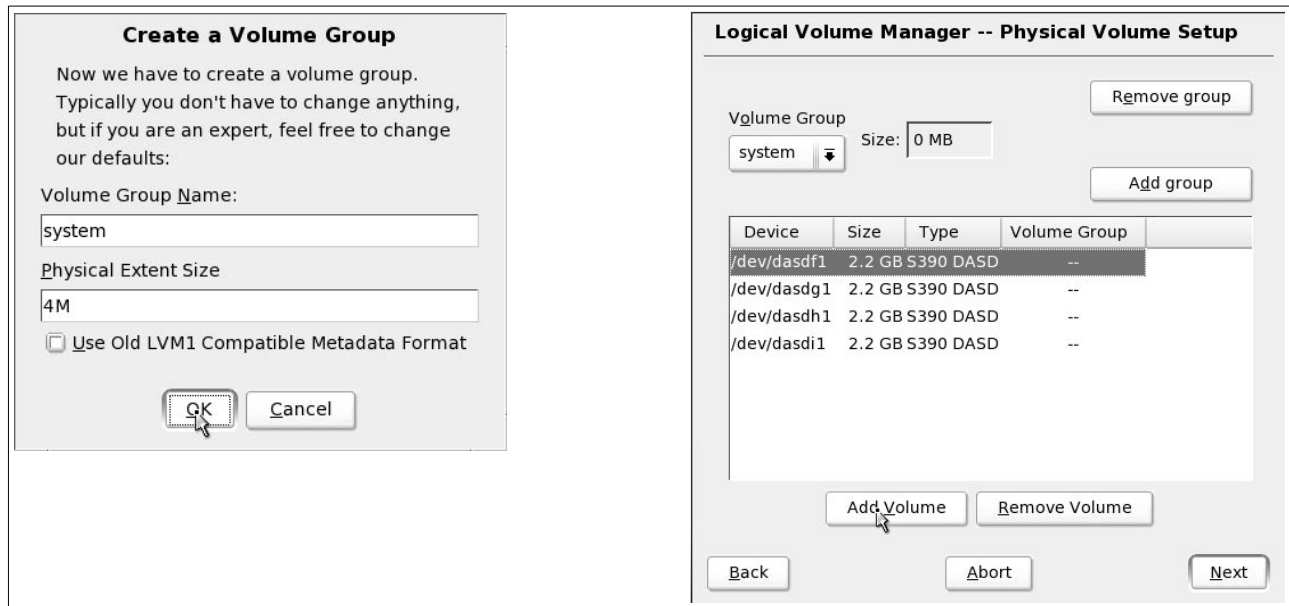 Create a Volume Group
Now we have to create a volume group.
Typically you don't have to change anything,
but if you are an expert, feel free to change
our defaults:
Volume Group Name:
system
Physical Extent Size
4M
Use Old LVM1 Compatible Metadata Format
OK Cancel
Logical Volume Manager -- Physical Volume Setup
Remove group
Volume Group
system Size: 0 MB
Add group
Device Size Type Volume Group
/dev/dasdf1 2.2 GB S390 DASD --
/dev/dasdg1 2.2 GB S390 DASD --
/dev/dasdh1 2.2 GB S390 DASD --
/dev/dasdi1 2.2 GB S390 DASD --
Add Volume Remove Volume
Back Abort Next